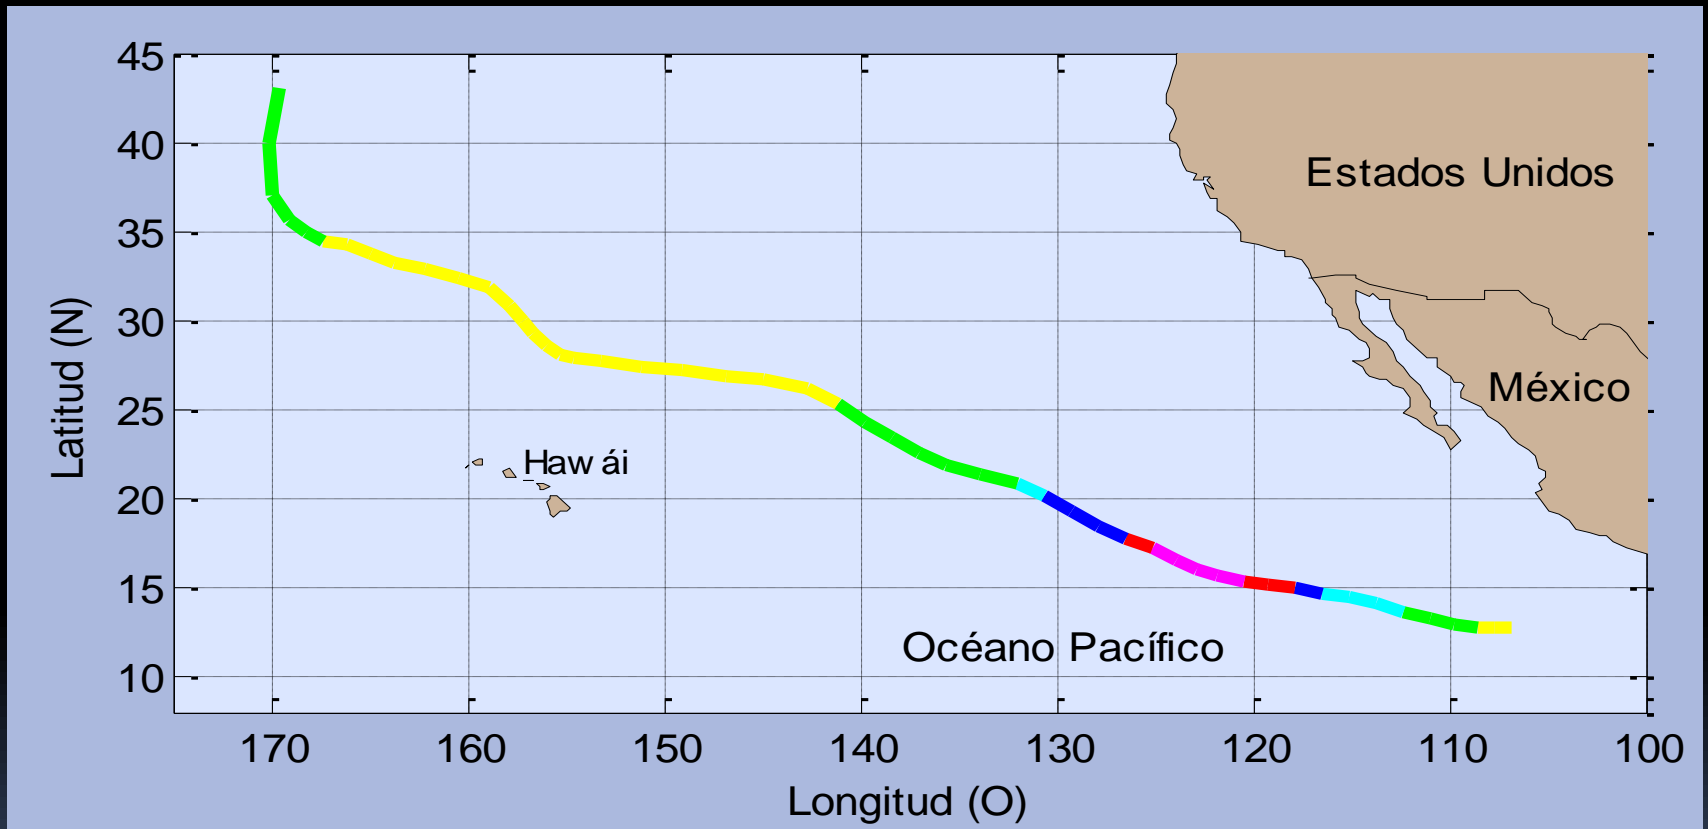 45
40
35
30
25
20
15
10
Latitud (N)
Estados Unidos
México
Haw ái
Océano Pacífico
170 160 150 140 130 120 110 100
Longitud (O)